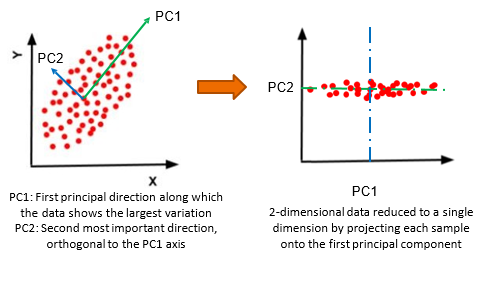 PC1
Y
PC2
X
PC1: First principal direction along which
the data shows the largest variation
PC2: Second most important direction,
orthogonal to the PC1 axis
PC2
PC1
2-dimensional data reduced to a single
dimension by projecting each sample
onto the first principal component